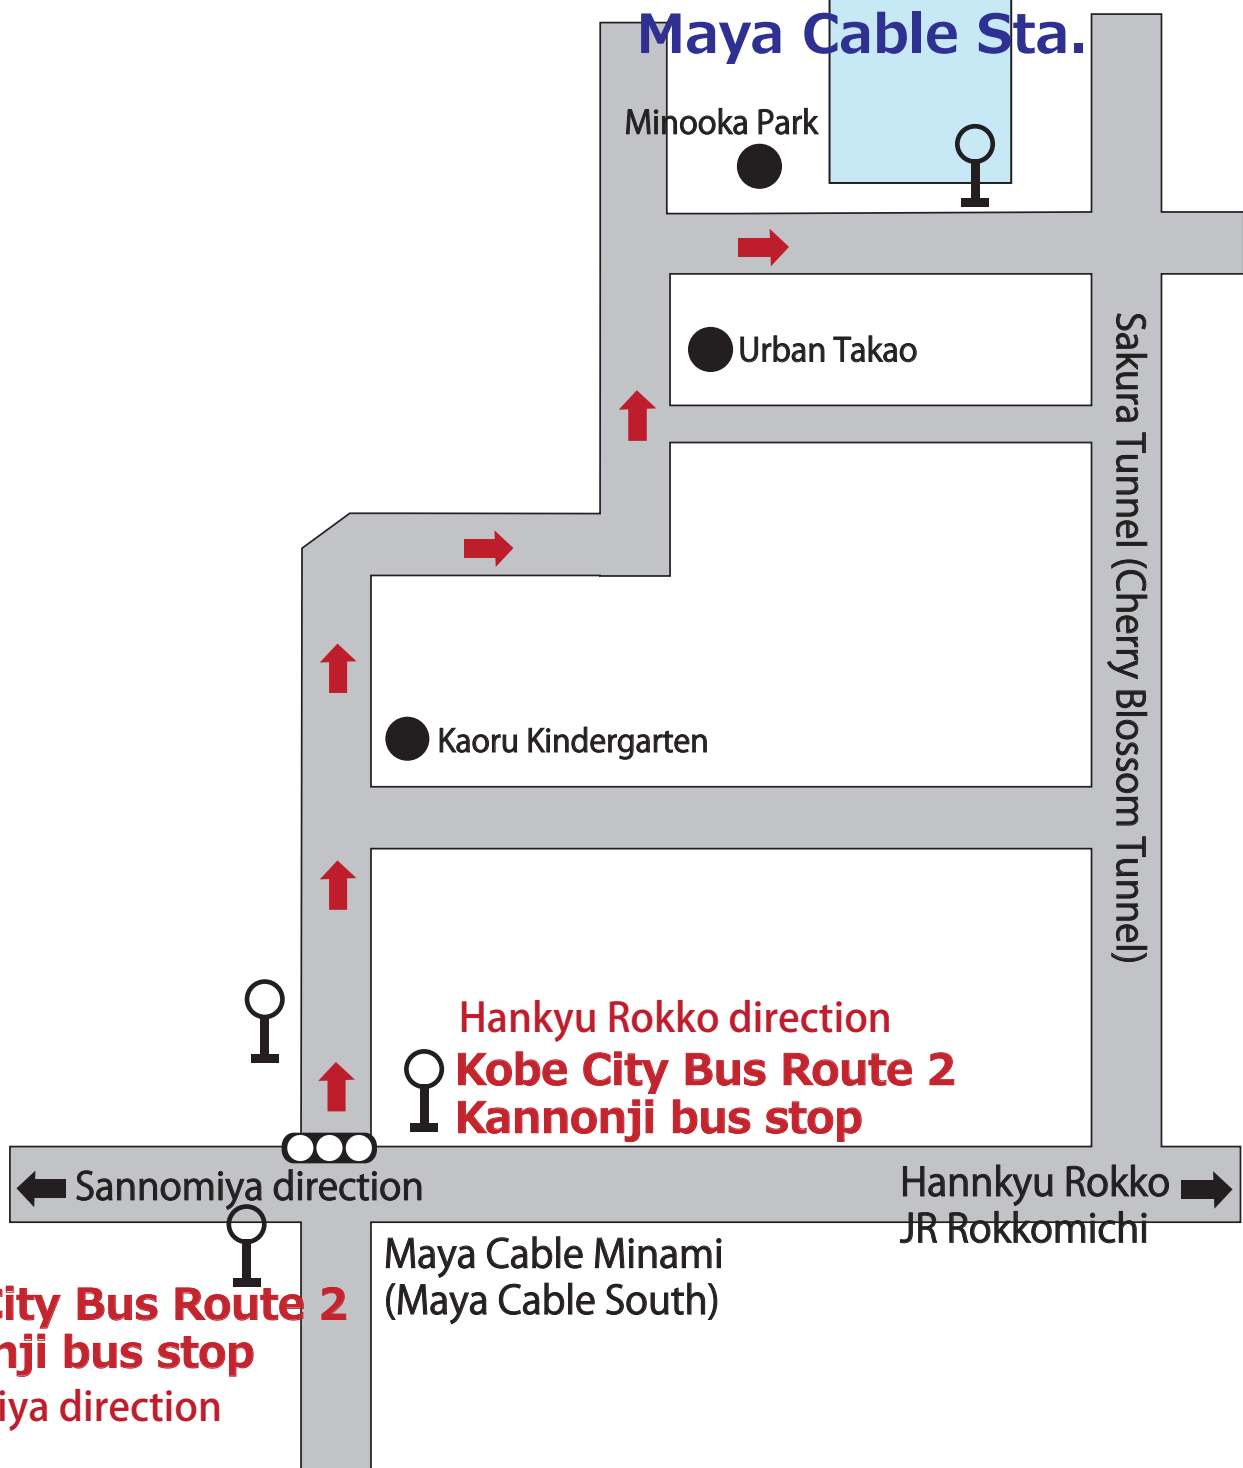 Maya Cable Sta.
Minooka Park
Urban Takao
Sakura Tunnel (Cherry Blossom Tunnel)
Kaoru Kindergarten
Hankyu Rokko direction
Kobe City Bus Route 2
Kannonji bus stop
Sannomiya direction
Hannkyu Rokko
JR Rokkomichi
Maya Cable Minami
(Maya Cable South)
City Bus Route 2
nji bus stop
iya direction